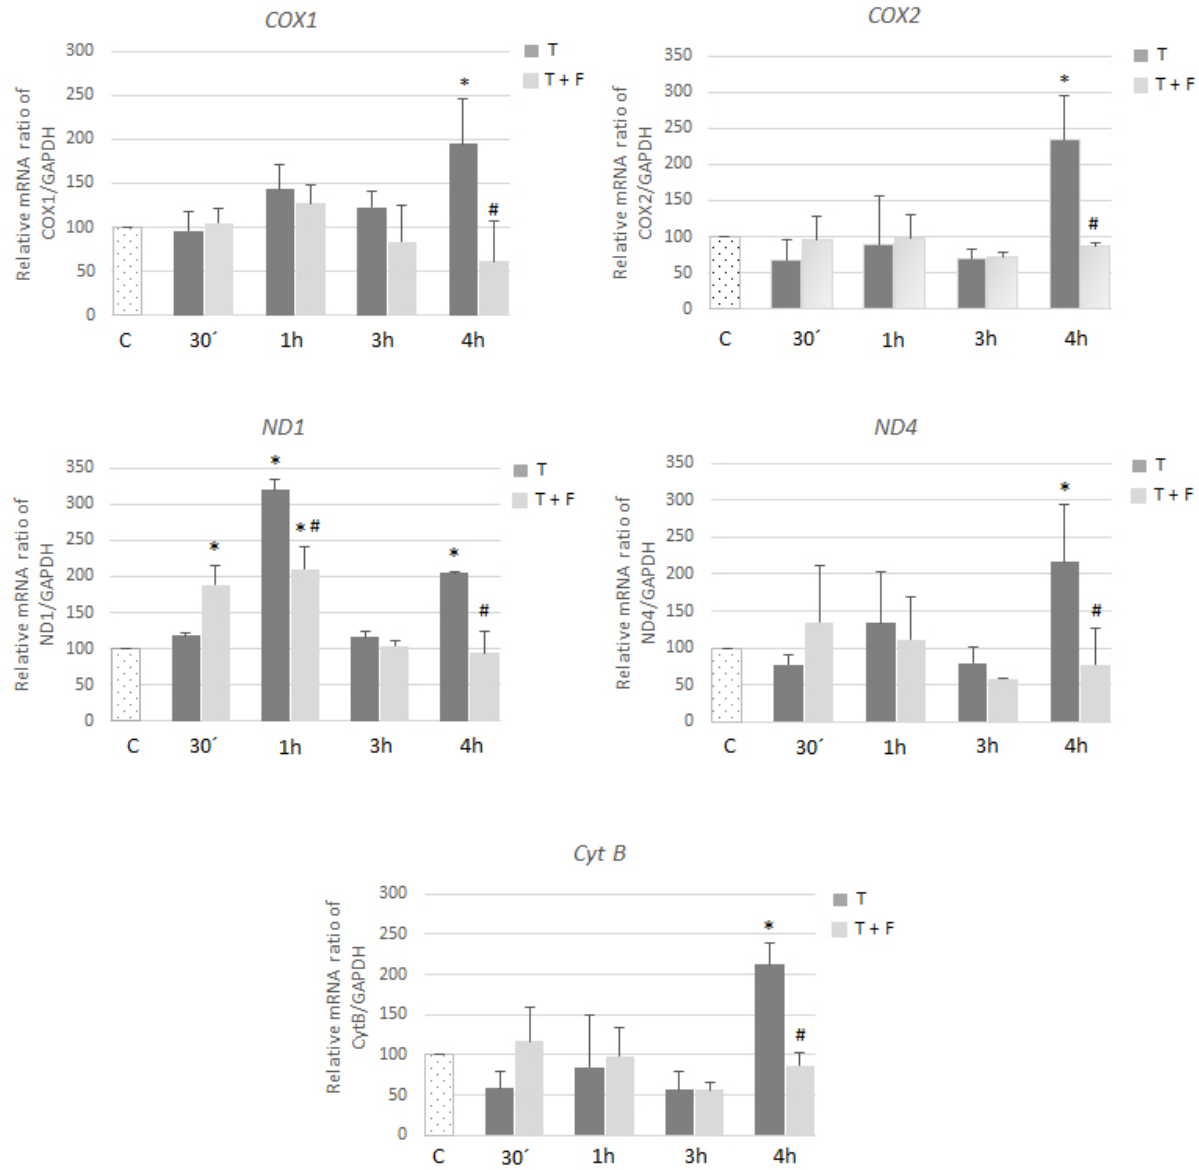 COX1
Relative mRNA ratio of
COX1/GAPDH
300
250
200
150
100
50
0
*
#
T
T + F
C 30´ 1h 3h 4h
COX2
Relative mRNA ratio of
COX2/GAPDH
350
300
250
200
150
100
50
0
*
#
T
T + F
C 30´ 1h 3h 4h
ND1
Relative mRNA ratio of
ND1/GAPDH
350
300
250
200
150
100
50
0
*
*
* #
*
#
T
T + F
C 30´ 1h 3h 4h
ND4
Relative mRNA ratio of
ND4/GAPDH
350
300
250
200
150
100
50
0
*
#
T
T + F
C 30´ 1h 3h 4h
Cyt B
Relative mRNA ratio of
CytB/GAPDH
300
250
200
150
100
50
0
*
#
T
T + F
C 30´ 1h 3h 4h